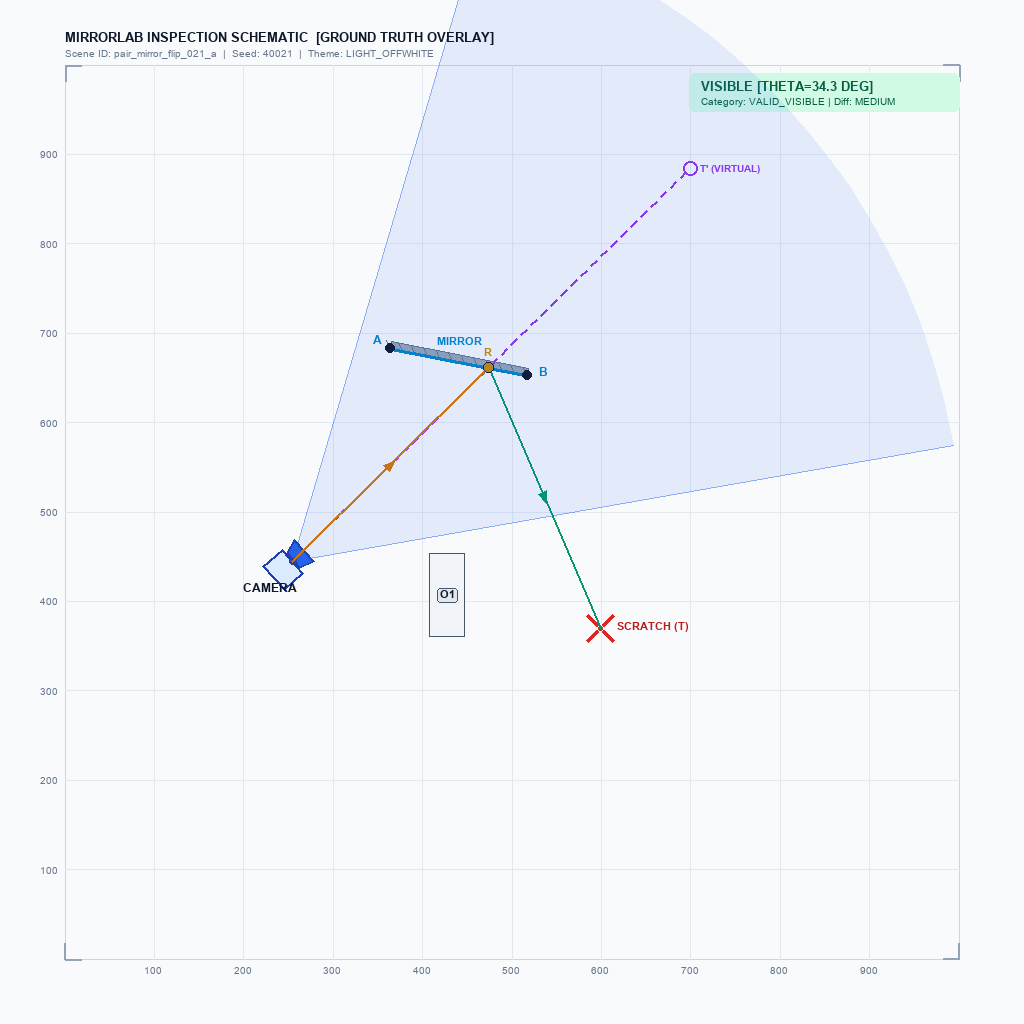 MIRRORLAB INSPECTION SCHEMATIC [GROUND TRUTH OVERLAY]
Scene ID: pair_mirror_flip_021_a | Seed: 40021 | Theme: LIGHT_OFFWHITE
VISIBLE [THETA=34.3 DEG]
Category: VALID_VISIBLE | Diff: MEDIUM
900
T' (VIRTUAL)
800
700
A
MIRROR
R
B
600
500
CAMERA
O1
400
SCRATCH (T)
300
200
100
100 200 300 400 500 600 700 800 900